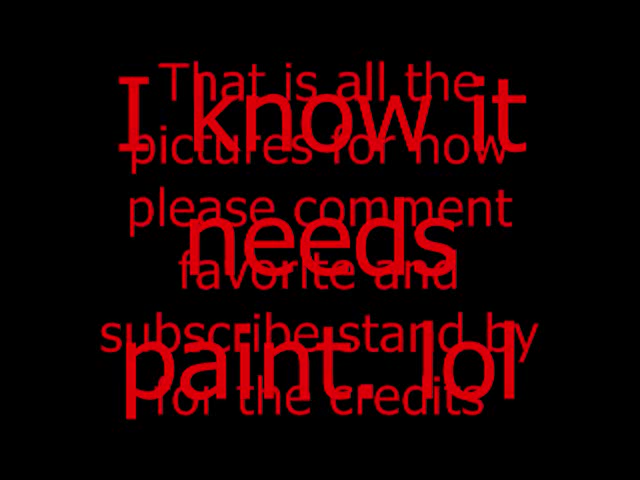 That is all the
I know it
pictures for now
please comment
needs
favorite and
subscribe stand by
paint. lol
for the credits